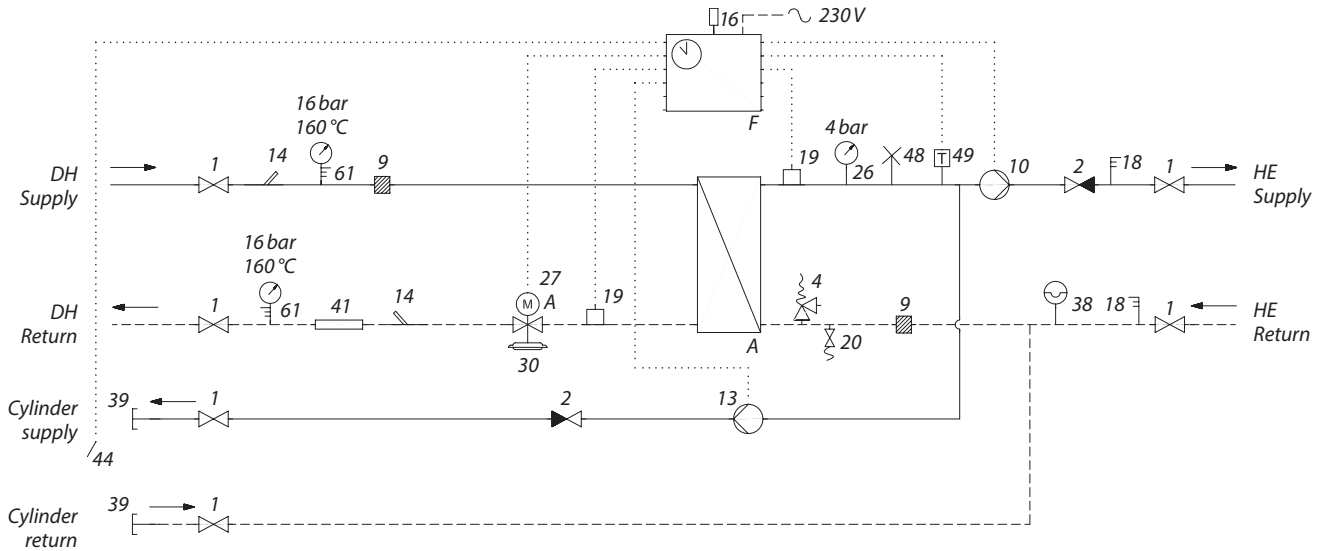 16
230 V
F
16 bar
160 °C
4 bar
DH
Supply
1
14
61
9
19
26
48
49
T
10
2
18
1
HE
Supply
16 bar
160 °C
27
4
DH
Return
1
61
41
14
M
A
19
30
A
20
9
38
18
1
HE
Return
Cylinder
supply
39
1
2
13
44
Cylinder
return
39
1